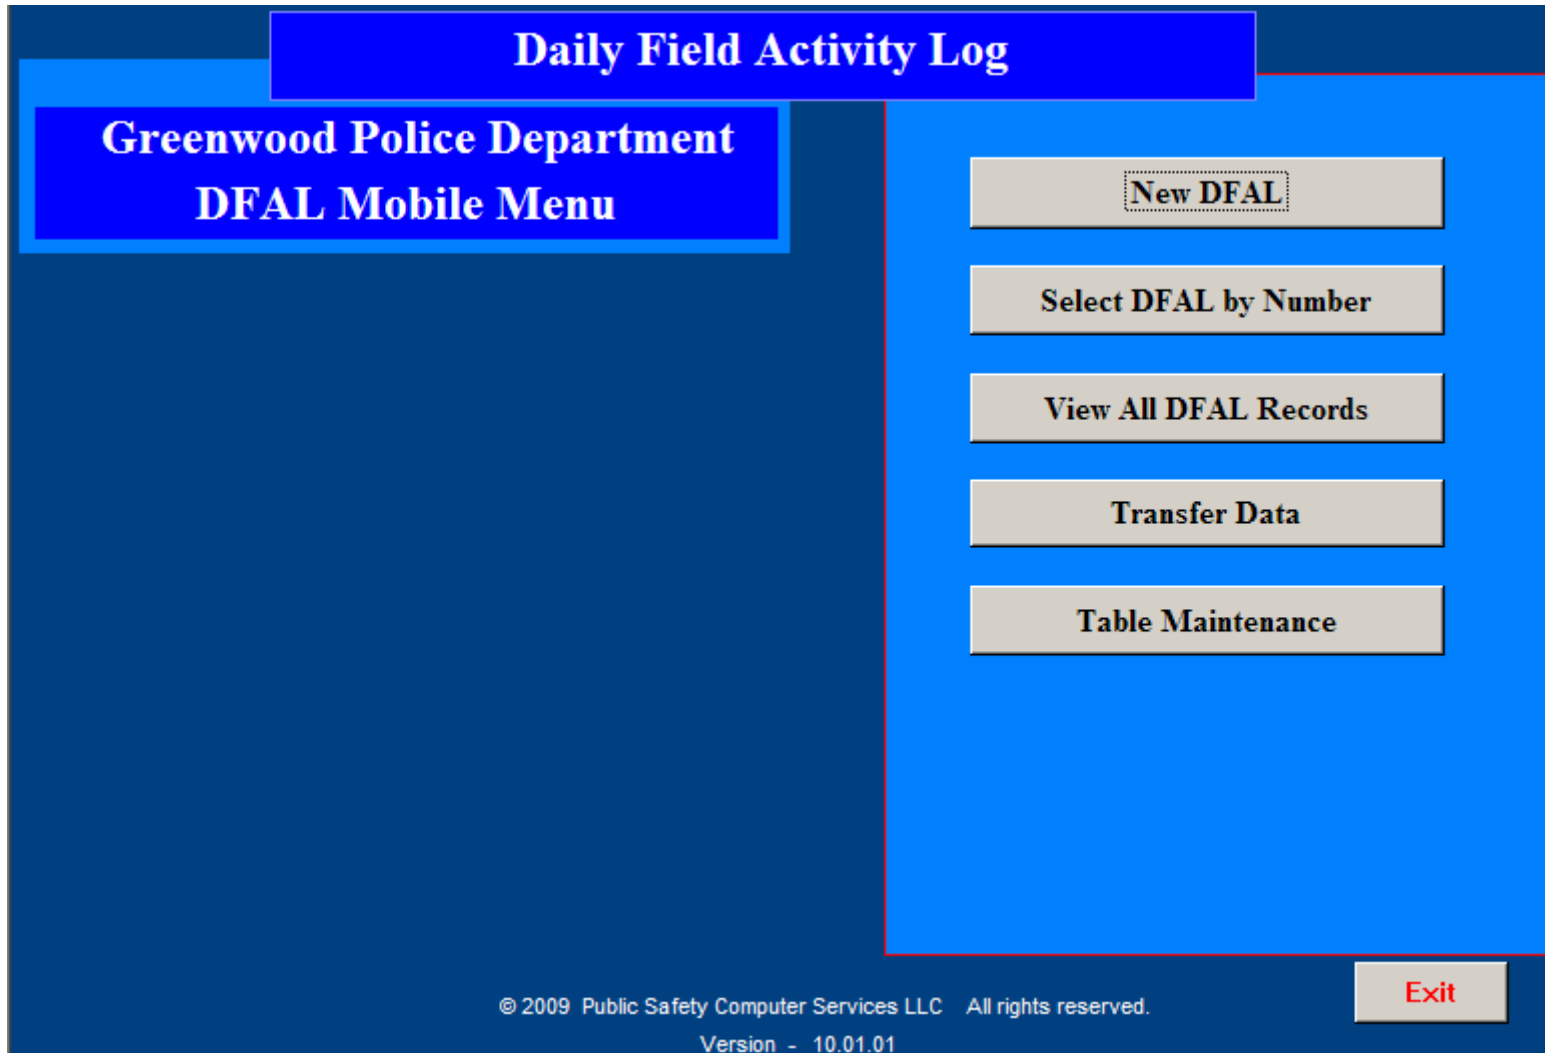 Daily Field Activity Log
Greenwood Police Department
DFAL Mobile Menu
New DFAL
Select DFAL by Number
View All DFAL Records
Transfer Data
Table Maintenance
Exit
© 2009 Public Safety Computer Services LLC All rights reserved.
Version - 10.01.01